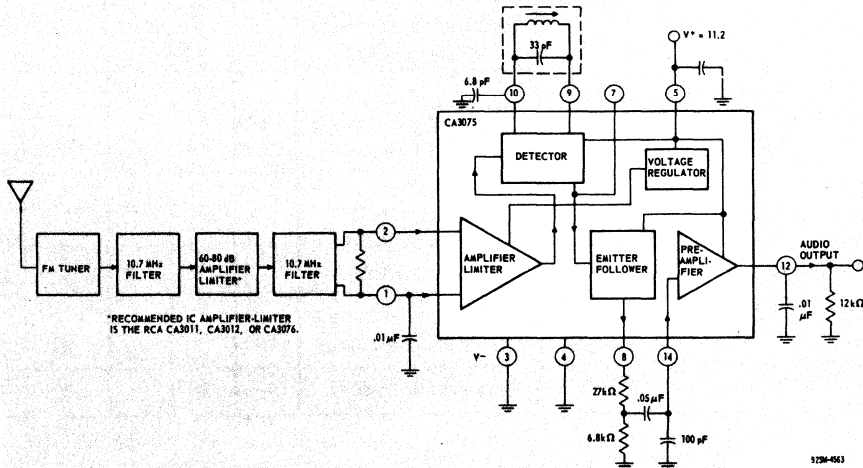 33 pF
V+ = 11.2
6.8 pF
10
9
7
5
CA3075
DETECTOR
VOLTAGE
REGULATOR
2
FM TUNER
10.7 MHz
FILTER
60-80 dB
AMPLIFIER
LIMITER*
10.7 MHz
FILTER
AMPLIFIER
LIMITER
EMITTER
FOLLOWER
PRE-
AMPLI-
FIER
AUDIO
OUTPUT
12
1
*RECOMMENDED IC AMPLIFIER-LIMITER
IS THE RCA CA3011, CA3012, OR CA3076.
.01 µF
.01
µF
12kΩ
V-
3
4
8
14
27kΩ
.05µF
6.8kΩ
100 pF
92SM-4563